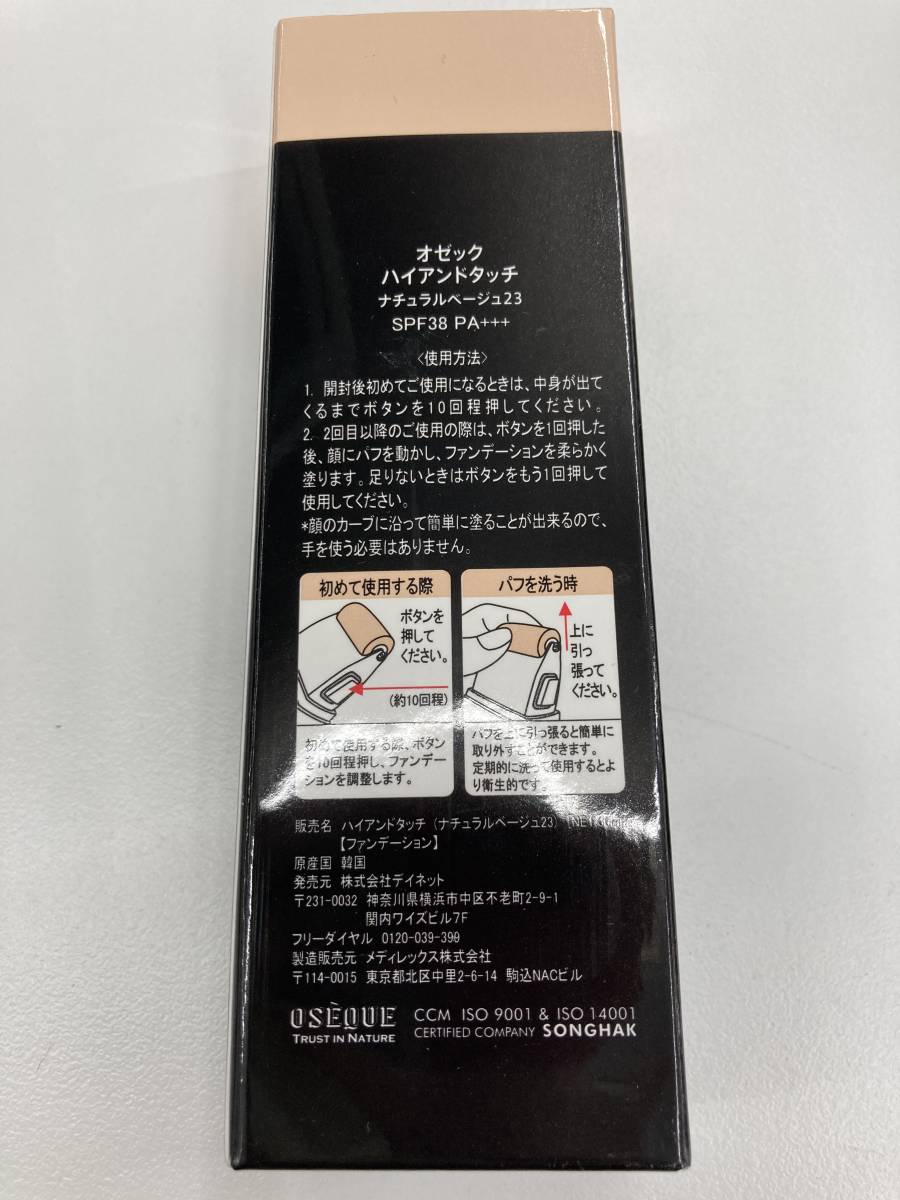 オゼック
ハイアンドタッチ
ナチュラルベージュ23
SPF38 PA+++
〈使用方法〉
1. 開封後初めてご使用になるときは、中身が出て
くるまでボタンを10回程押してください。
2. 2回目以降のご使用の際は、ボタンを1回押した
後、顔にパフを動かし、ファンデーションを柔らかく
塗ります。足りないときはボタンをもう1回押して
使用してください。
*顔のカーブに沿って簡単に塗ることが出来るので、
手を使う必要はありません。
初めて使用する際
ボタンを
押して
ください。
(約10回程)
初めて使用する際、ボタン
を10回程押し、ファンデー
ションを調整します。
パフを洗う時
上に
引っ
張って
ください。
パフを上に引っ張ると簡単に
取り外すことができます。
定期的に洗って使用するとよ
り衛生的です。
販売名 ハイアンドタッチ (ナチュラルベージュ23)
【ファンデーション】
原産国 韓国
発売元 株式会社デイネット
〒231-0032 神奈川県横浜市中区不老町2-9-1
関内ワイズビル7F
フリーダイヤル 0120-039-399
製造販売元 メディレックス株式会社
〒114-0015 東京都北区中里2-6-14 駒込NACビル
OSÈQUE
TRUST IN NATURE
CCM ISO 9001 & ISO 14001
CERTIFIED COMPANY SONGHAK